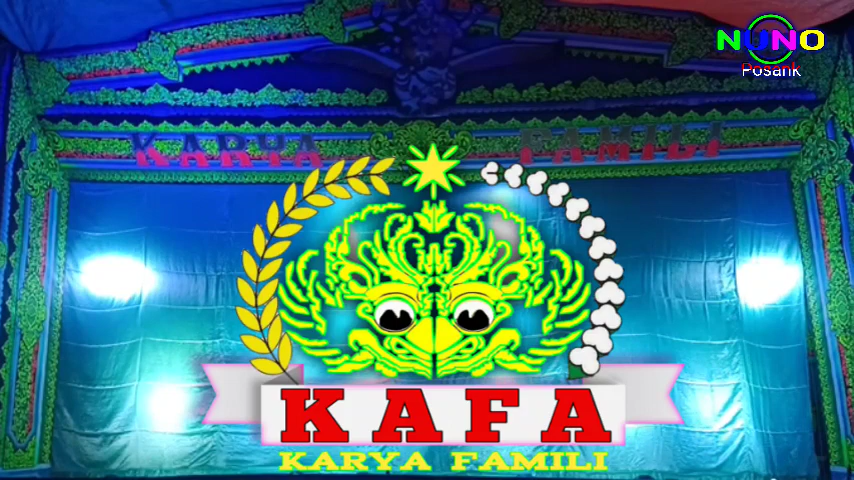 NUNO
Posank
KARYA FAMILI
KAFA
KARYA FAMILI